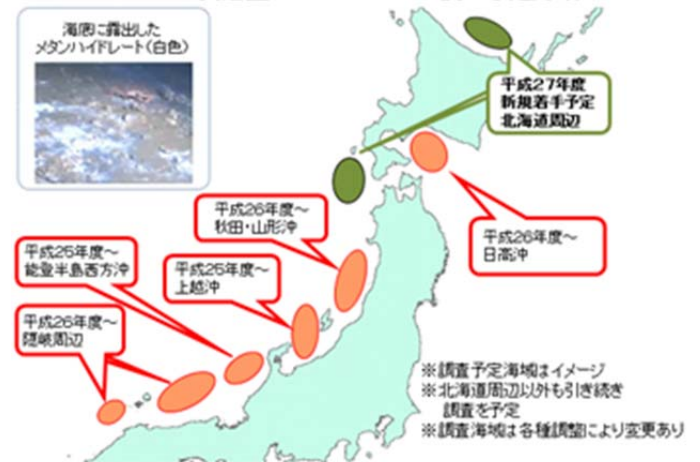 海底に露出した
メタンハイドレート(白色)
平成27年度
新規着手予定
北海道周辺
平成26年度~
秋田・山形沖
平成26年度~
日高沖
平成25年度~
能登半島西方沖
平成25年度~
上越沖
平成26年度~
隠岐周辺
※調査予定海域はイメージ
※北海道周辺以外も引き続き
調査を予定
※調査海域は各種調整により変更あり